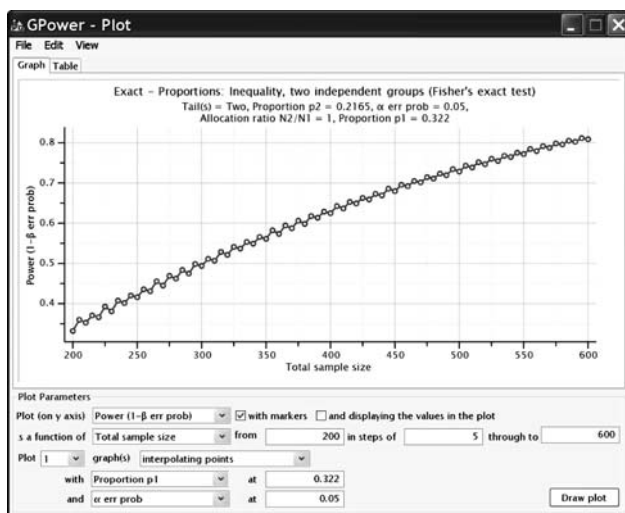 GPower - Plot
File Edit View
Graph Table
Exact - Proportions: Inequality, two independent groups (Fisher's exact test)
Tail(s) = Two, Proportion p2 = 0.2165, α err prob = 0.05,
Allocation ratio N2/N1 = 1, Proportion p1 = 0.322
Power (1-β err prob)
0.8
0.7
0.6
0.5
0.4
200 250 300 350 400 450 500 550 600
Total sample size
Plot Parameters
Plot (on y axis) Power (1-β err prob) with markers and displaying the values in the plot
s a function of Total sample size from 200 in steps of 5 through to 600
Plot 1 graph(s) interpolating points
with Proportion p1 at 0.322
and α err prob at 0.05
Draw plot